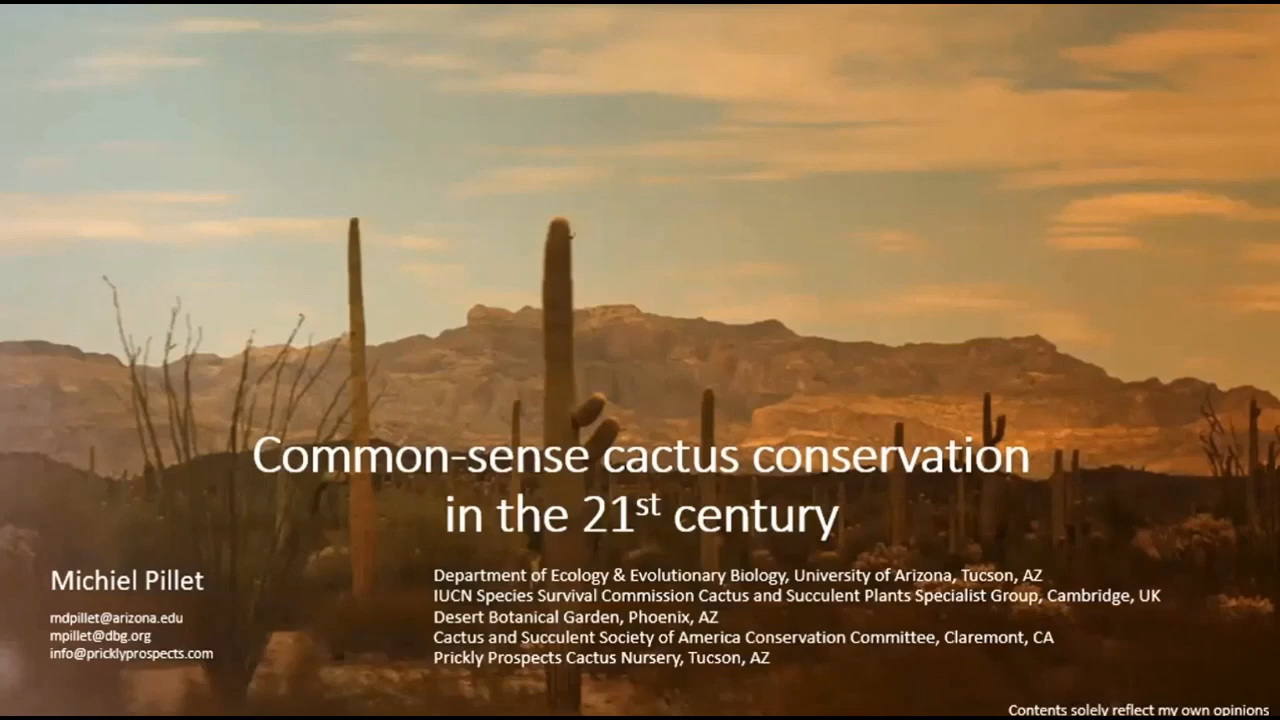 Common-sense cactus conservation
in the 21st century
Michiel Pillet
mdpillet@arizona.edu
mpillet@dbg.org
info@pricklyprospects.com
Department of Ecology & Evolutionary Biology, University of Arizona, Tucson, AZ
IUCN Species Survival Commission Cactus and Succulent Plants Specialist Group, Cambridge, UK
Desert Botanical Garden, Phoenix, AZ
Cactus and Succulent Society of America Conservation Committee, Claremont, CA
Prickly Prospects Cactus Nursery, Tucson, AZ
Contents solely reflect my own opinions